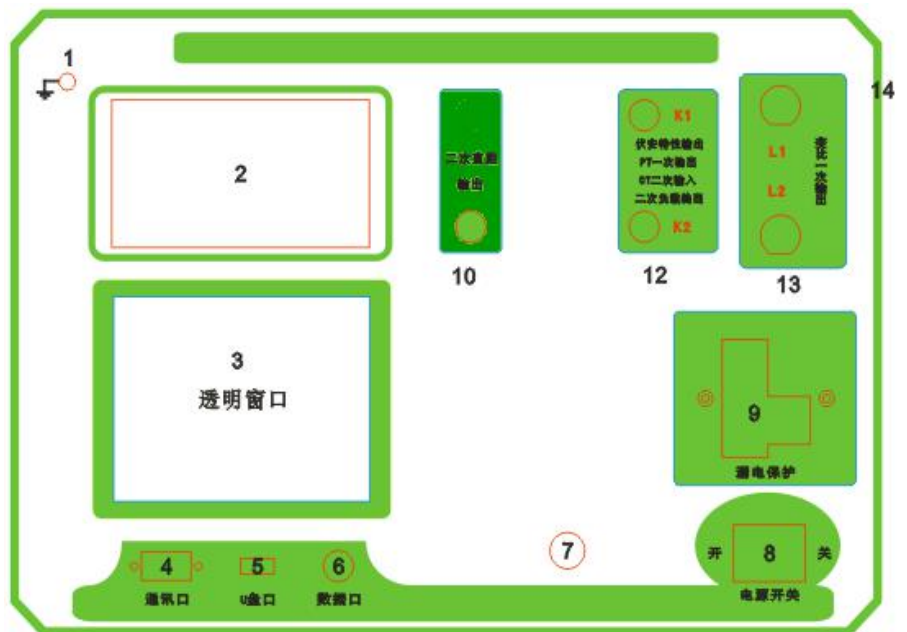 1
14
2
二次直阻
输出
K1
伏安特性输出
PT一次输出
CT二次输入
二次负载输出
K2
L1
L2
变比一次输出
10
12
13
3
透明窗口
9
漏电保护
4
5
6
7
开
8
关
通讯口
U盘口
数据口
电源开关